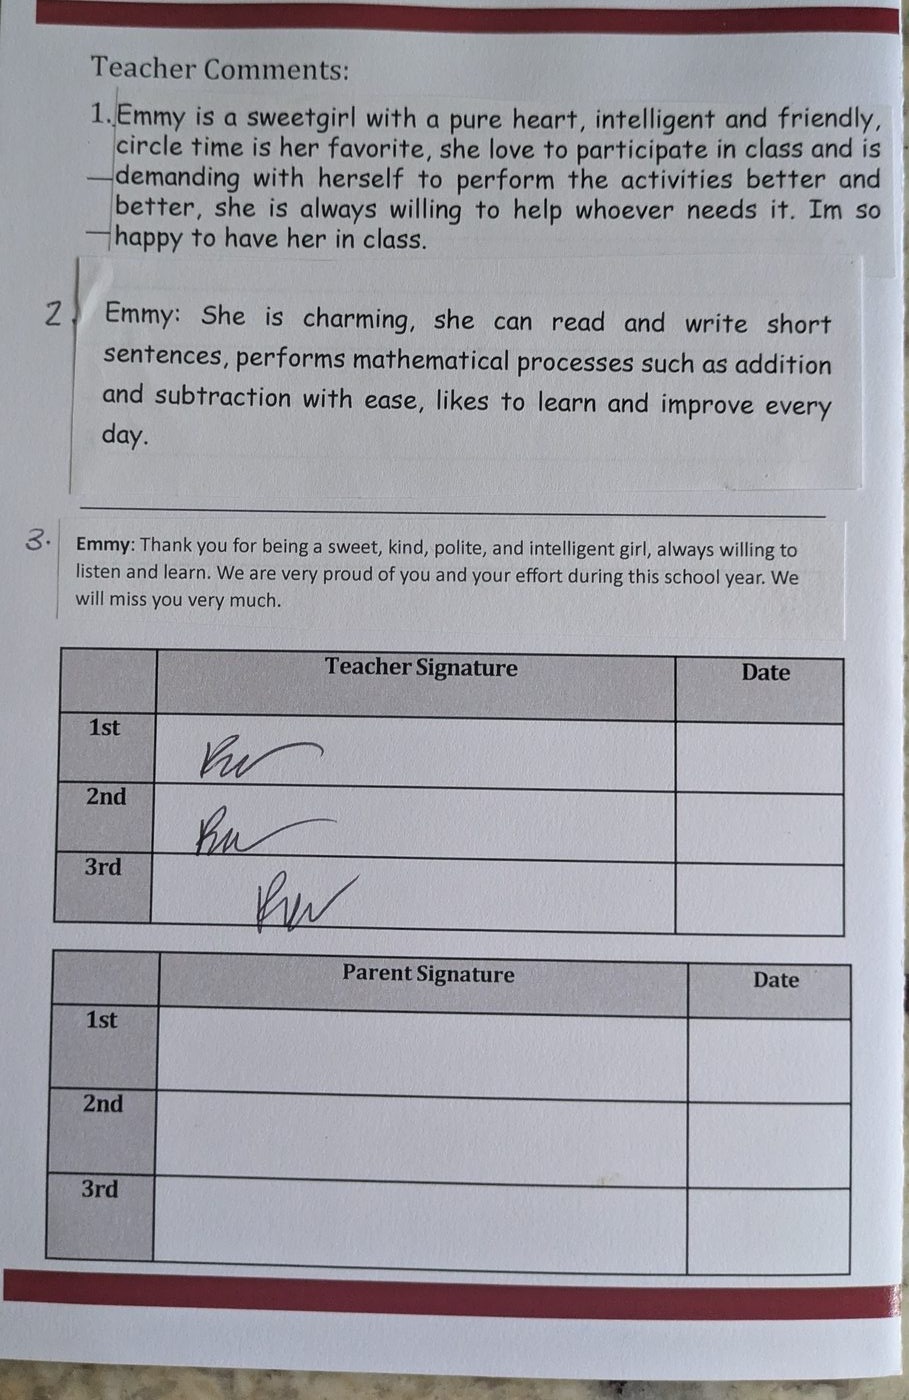 Teacher Comments:
1. Emmy is a sweetgirl with a pure heart, intelligent and friendly,
circle time is her favorite, she love to participate in class and is
demanding with herself to perform the activities better and
better, she is always willing to help whoever needs it. Im so
happy to have her in class.
2. Emmy: She is charming, she can read and write short
sentences, performs mathematical processes such as addition
and subtraction with ease, likes to learn and improve every
day.
3. Emmy: Thank you for being a sweet, kind, polite, and intelligent girl, always willing to
listen and learn. We are very proud of you and your effort during this school year. We
will miss you very much.
Teacher Signature Date
1st
2nd
3rd
Parent Signature Date
1st
2nd
3rd